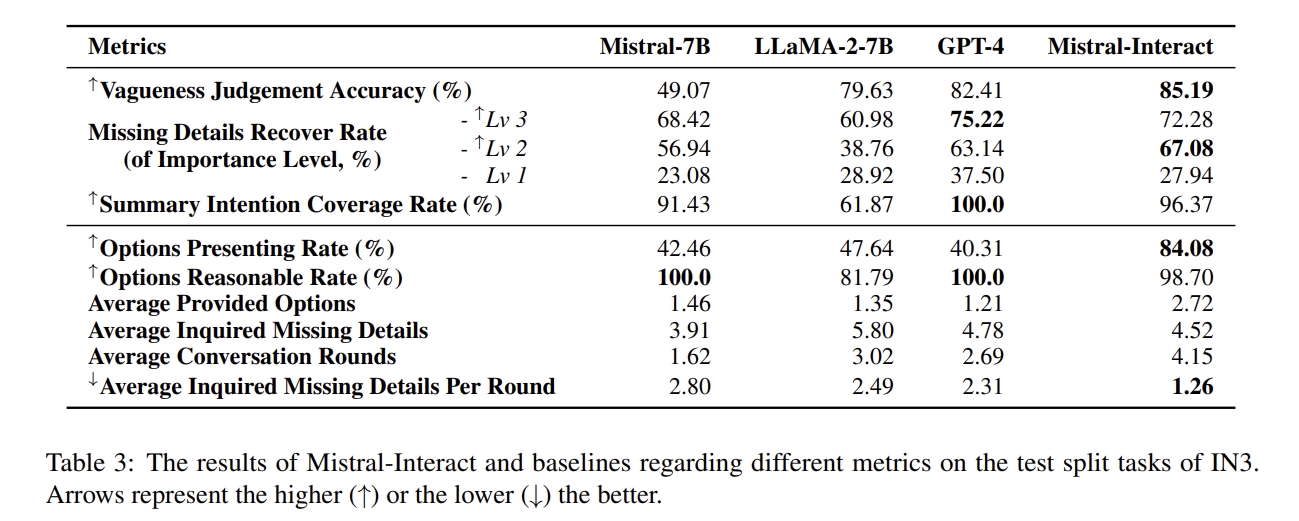 Metrics Mistral-7B LLaMA-2-7B GPT-4 Mistral-Interact
↑Vagueness Judgement Accuracy (%) 49.07 79.63 82.41 85.19
Missing Details Recover Rate (of Importance Level, %) - ↑Lv 3 68.42 60.98 75.22 72.28
- ↑Lv 2 56.94 38.76 63.14 67.08
- Lv 1 23.08 28.92 37.50 27.94
↑Summary Intention Coverage Rate (%) 91.43 61.87 100.0 96.37
↑Options Presenting Rate (%) 42.46 47.64 40.31 84.08
↑Options Reasonable Rate (%) 100.0 81.79 100.0 98.70
Average Provided Options 1.46 1.35 1.21 2.72
Average Inquired Missing Details 3.91 5.80 4.78 4.52
Average Conversation Rounds 1.62 3.02 2.69 4.15
↓Average Inquired Missing Details Per Round 2.80 2.49 2.31 1.26
Table 3: The results of Mistral-Interact and baselines regarding different metrics on the test split tasks of IN3.
Arrows represent the higher (↑) or the lower (↓) the better.